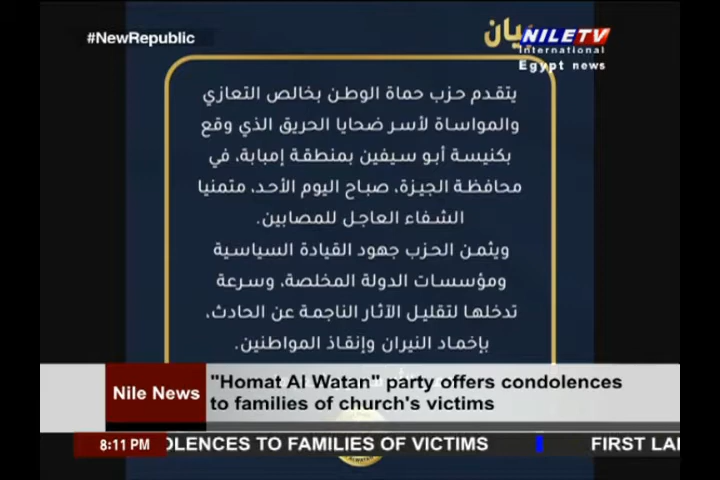 #NewRepublic
بيان
NILETV
International
Egypt news
يتقدم حزب حماة الوطن بخالص التعازي
والمواساة لأسر ضحايا الحريق الذي وقع
بكنيسة أبو سيفين بمنطقة إمبابة، في
محافظة الجيزة، صباح اليوم الأحد، متمنيا
الشفاء العاجل للمصابين.
ويثمن الحزب جهود القيادة السياسية
ومؤسسات الدولة المخلصة، وسرعة
تدخلها لتقليل الآثار الناجمة عن الحادث،
بإخماد النيران وإنقاذ المواطنين.
Nile News
"Homat Al Watan" party offers condolences
to families of church's victims
8:11 PM
OLENCES TO FAMILIES OF VICTIMS
FIRST LA